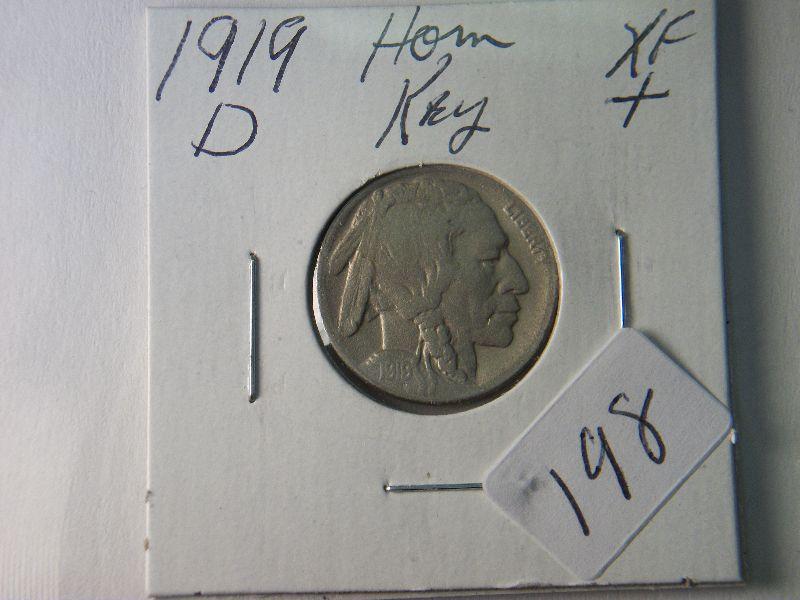 1919 Horn XF
D Key +
LIBERTY
1919
198